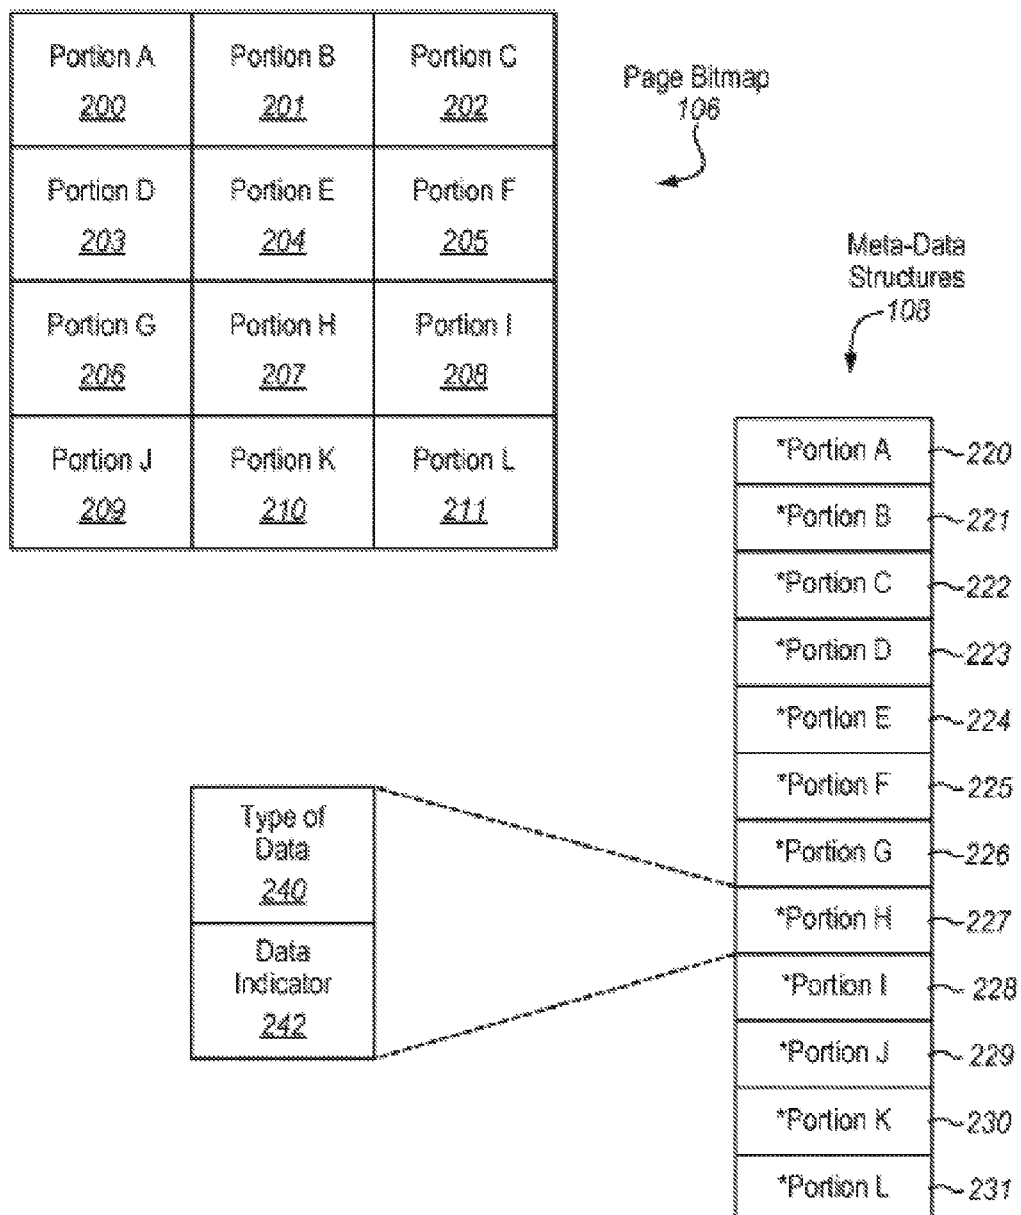 Portion A
200
Portion B
201
Portion C
202
Portion D
203
Portion E
204
Portion F
205
Portion G
206
Portion H
207
Portion I
208
Portion J
209
Portion K
210
Portion L
211
Page Bitmap
106
Meta-Data
Structures
108
*Portion A
220
*Portion B
221
*Portion C
222
*Portion D
223
*Portion E
224
*Portion F
225
*Portion G
226
*Portion H
227
*Portion I
228
*Portion J
229
*Portion K
230
*Portion L
231
Type of
Data
240
Data
Indicator
242